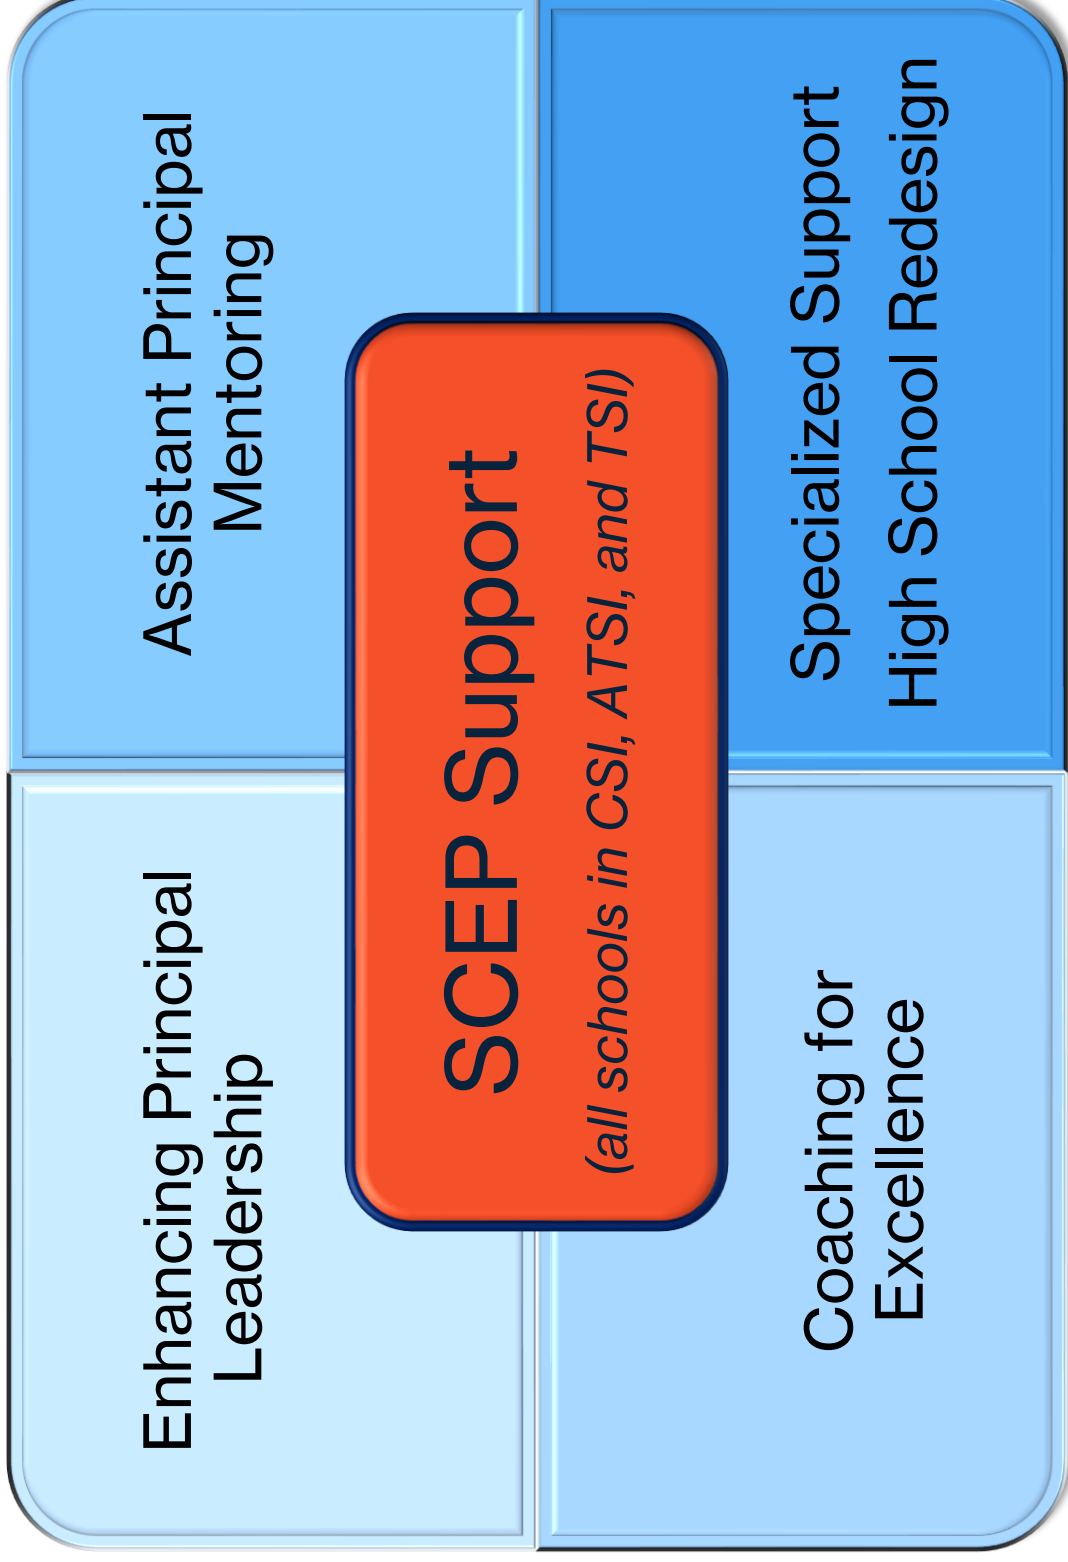 Enhancing Principal
Leadership
Assistant Principal
Mentoring
SCEP Support
(all schools in CSI, ATSI, and TSI)
Coaching for
Excellence
Specialized Support
High School Redesign